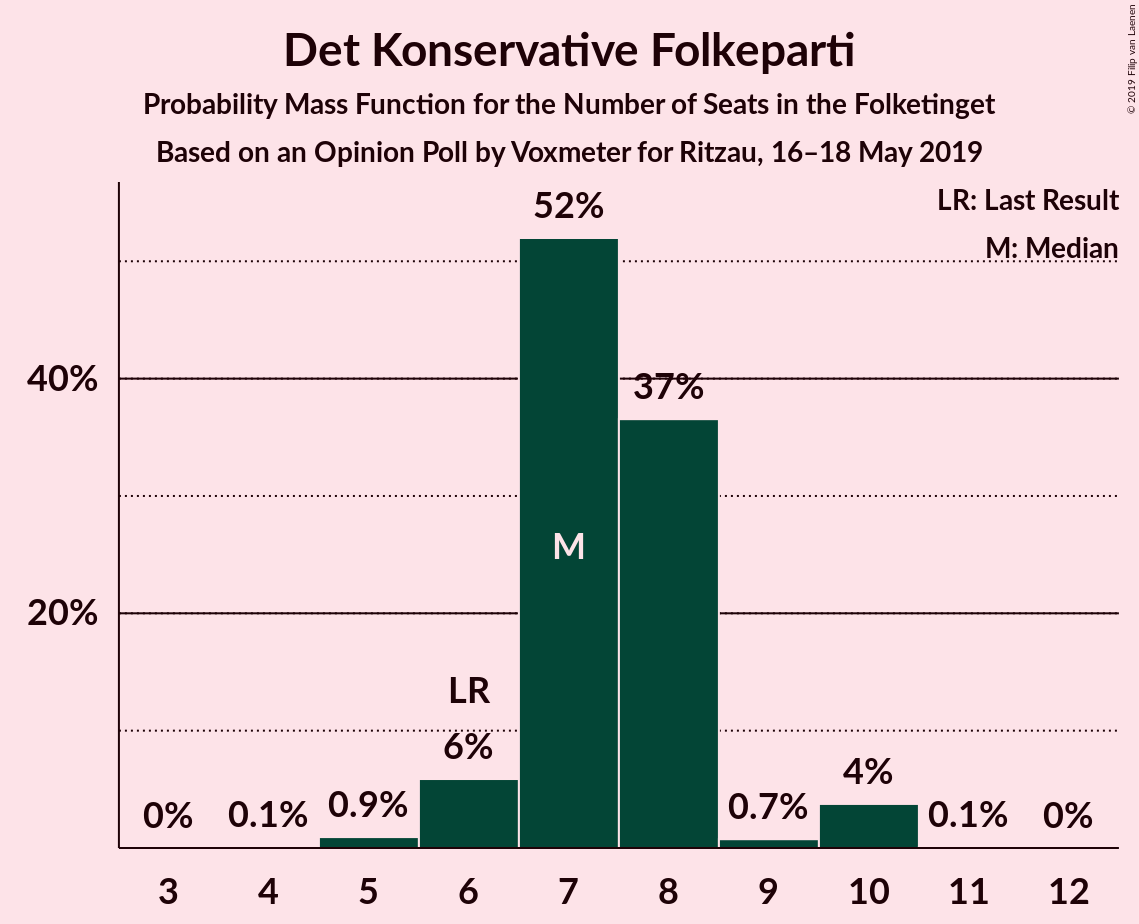 Det Konservative Folkeparti
Probability Mass Function for the Number of Seats in the Folketinget
Based on an Opinion Poll by Voxmeter for Ritzau, 16–18 May 2019
© 2019 Filip van Laenen
LR: Last Result
M: Median
52%
40%
37%
M
20%
LR
6%
4%
0%
0.1%
0.9%
0.7%
0.1%
0%
3 4 5 6 7 8 9 10 11 12